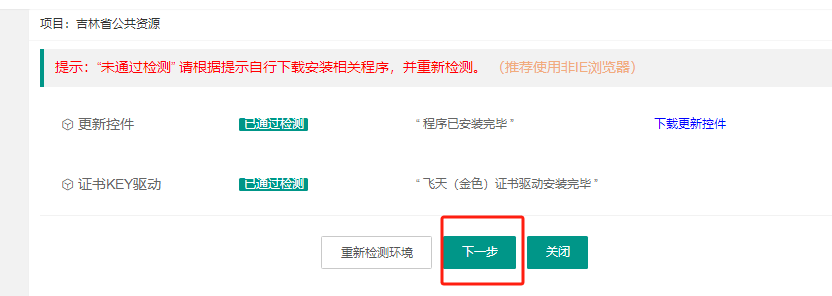 项目：吉林省公共资源
提示："未通过检测" 请根据提示自行下载安装相关程序，并重新检测。 （推荐使用非IE浏览器）
更新控件 已通过检测 “ 程序已安装完毕 ” 下载更新控件
证书KEY驱动 已通过检测 “ 飞天（金色）证书驱动安装完毕 ”
重新检测环境 下一步 关闭